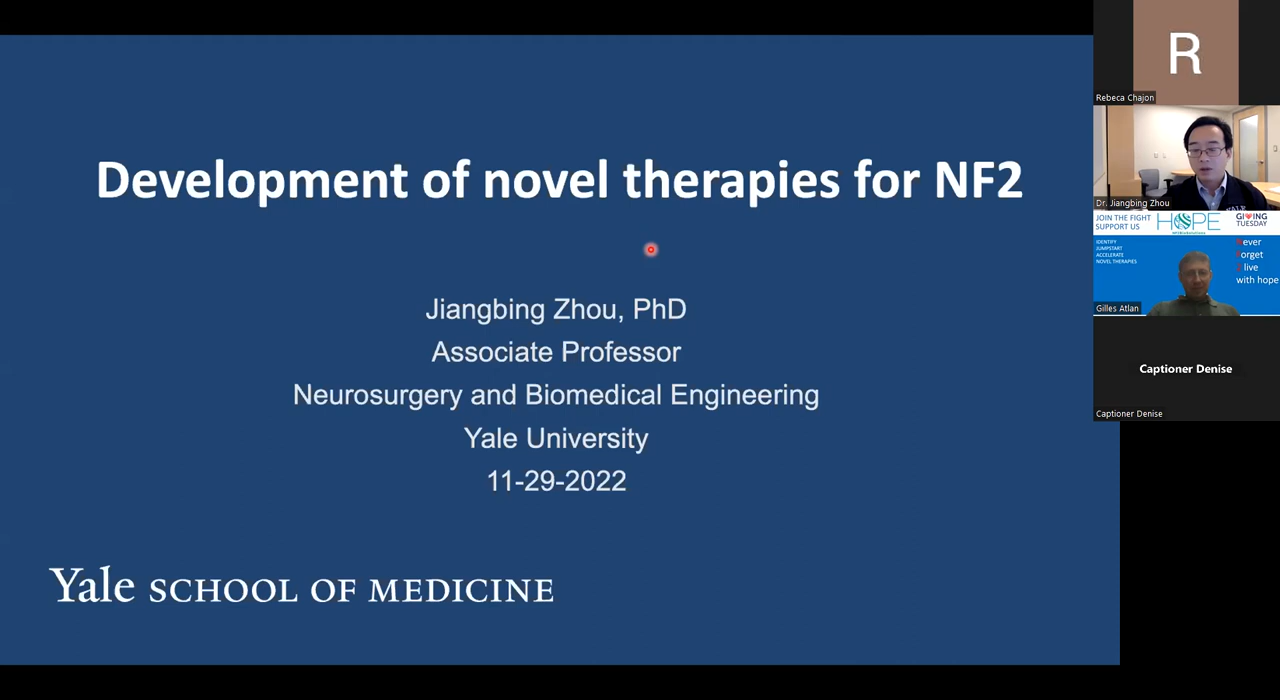 Development of novel therapies for NF2
Jiangbing Zhou, PhD
Associate Professor
Neurosurgery and Biomedical Engineering
Yale University
11-29-2022
Yale SCHOOL OF MEDICINE
R
Rebeca Chajon
YALE
Dr. Jiangbing Zhou
JOIN THE FIGHT
SUPPORT US
HOPE
GIVING
TUESDAY
IDENTIFY
JUMPSTART
ACCELERATE
NOVEL THERAPIES
Never
Forget
live
with hope
Gilles Atlan
Captioner Denise
Captioner Denise